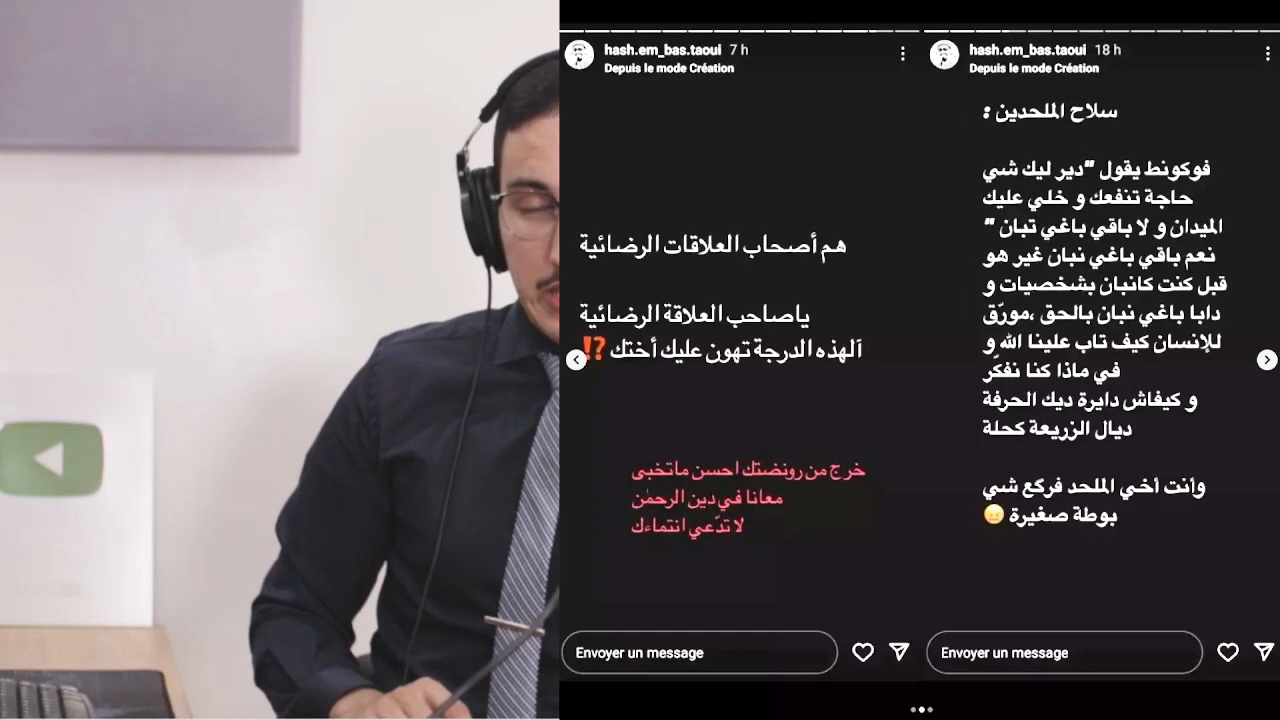 hash.em_bas.taoui 7 h
Depuis le mode Création
هم أصحاب العلاقات الرضائية
ياصاحب العلاقة الرضائية
آلهذه الدرجة تهون عليك أختك ⁉️
خرج من رونضتك احسن ماتخبى
معانا في دين الرحمٰن
لا تدّعي انتماءك
Envoyer un message
hash.em_bas.taoui 18 h
Depuis le mode Création
سلاح الملحدين :
فوكونط يقول "دير ليك شي
حاجة تنفعك و خلي عليك
الميدان و لا باقي باغي تبان "
نعم باقي باغي نبان غير هو
قبل كنت كانبان بشخصيات و
دابا باغي نبان بالحق ،مورّق
للإنسان كيف تاب علينا الله و
في ماذا كنا نفكّر
و كيفاش دايرة ديك الحرفة
ديال الزريعة كحلة
وأنت أخي الملحد فركع شي
بوطة صغيرة 😠
Envoyer un message